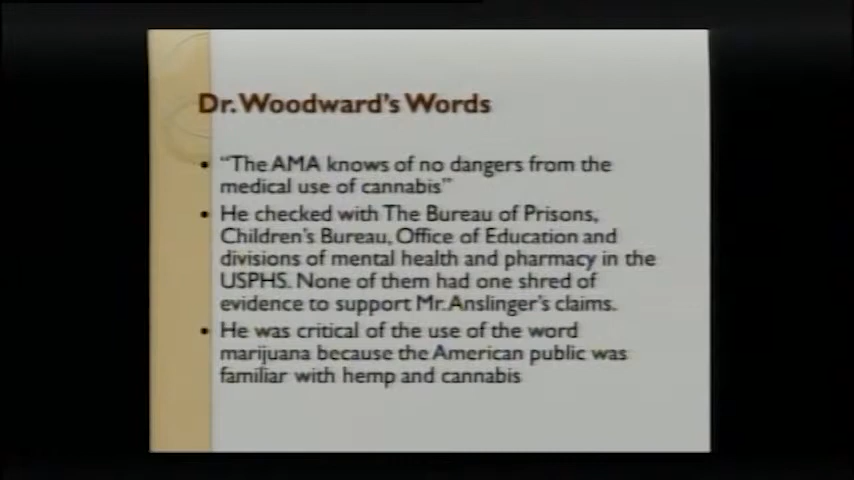 Dr. Woodward's Words
• "The AMA knows of no dangers from the
medical use of cannabis"
• He checked with The Bureau of Prisons,
Children's Bureau, Office of Education and
divisions of mental health and pharmacy in the
USPHS. None of them had one shred of
evidence to support Mr. Anslinger's claims.
• He was critical of the use of the word
marijuana because the American public was
familiar with hemp and cannabis